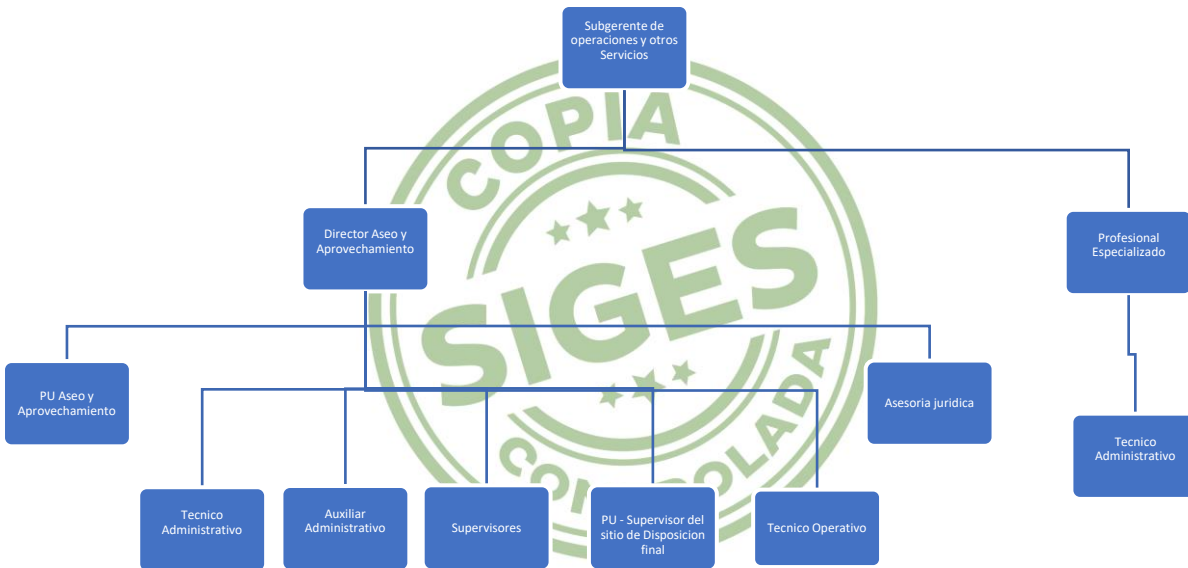 Subgerente de
operaciones y otros
Servicios
COPIA
SIGES
Director Aseo y
Aprovechamiento
Profesional
Especializado
PU Aseo y
Aprovechamiento
Asesoria juridica
Tecnico
Administrativo
Tecnico
Administrativo
Auxiliar
Administrativo
Supervisores
PU - Supervisor del
sitio de Disposicion
final
Tecnico Operativo